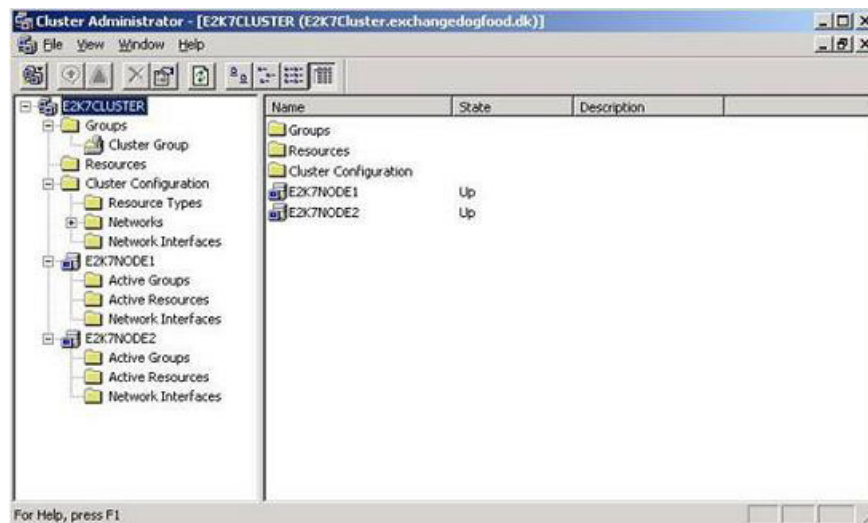 Cluster Administrator - [E2K7CLUSTER (E2K7Cluster.exchangedogfood.dk)]
File View Window Help
E2K7CLUSTER
Groups
Cluster Group
Resources
Cluster Configuration
Resource Types
Networks
Network Interfaces
E2K7NODE1
Active Groups
Active Resources
Network Interfaces
E2K7NODE2
Active Groups
Active Resources
Network Interfaces
Name State Description
Groups
Resources
Cluster Configuration
E2K7NODE1 Up
E2K7NODE2 Up
For Help, press F1